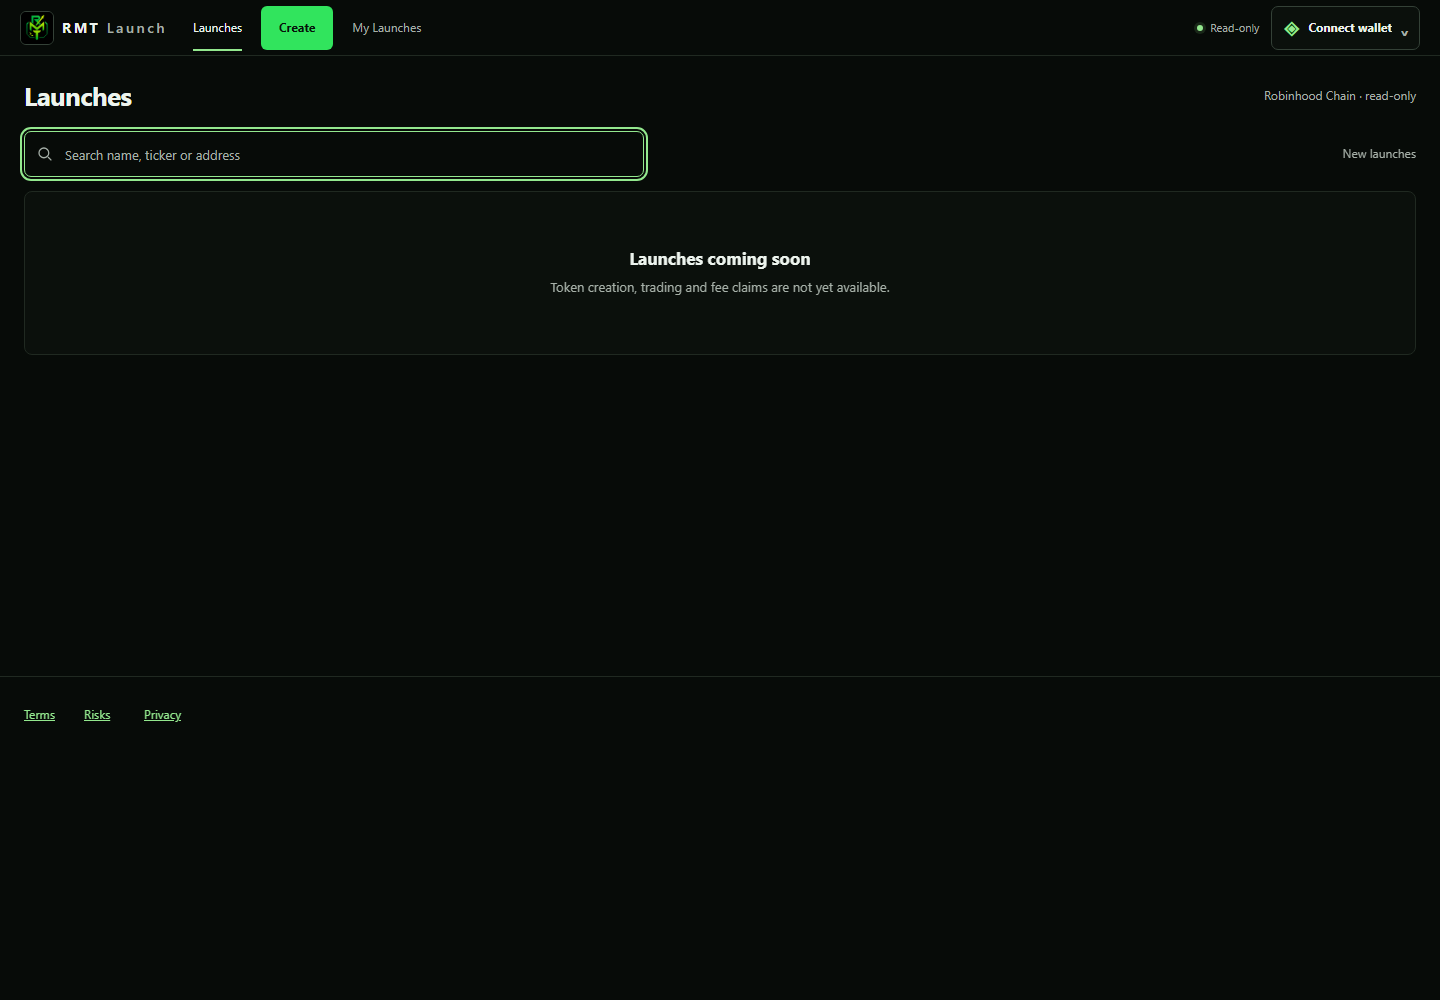 RMT Launch
Launches
Create
My Launches
Read-only
Connect wallet
Launches
Robinhood Chain · read-only
Search name, ticker or address
New launches
Launches coming soon
Token creation, trading and fee claims are not yet available.
Terms
Risks
Privacy